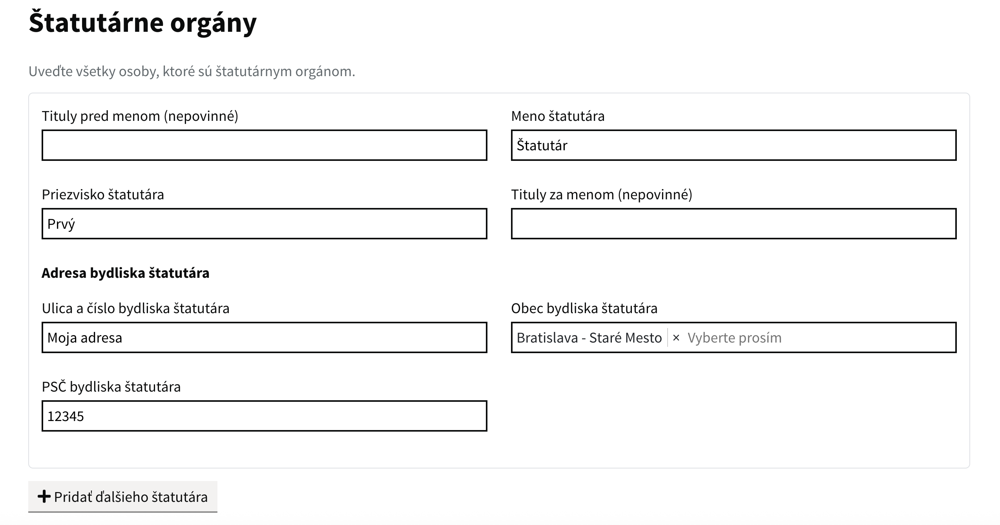 Štatutárne orgány
Uveďte všetky osoby, ktoré sú štatutárnym orgánom.
Tituly pred menom (nepovinné)
Meno štatutára
Štatutár
Priezvisko štatutára
Prvý
Tituly za menom (nepovinné)
Adresa bydliska štatutára
Ulica a číslo bydliska štatutára
Moja adresa
Obec bydliska štatutára
Bratislava - Staré Mesto × Vyberte prosím
PSČ bydliska štatutára
12345
Pridať ďalšieho štatutára